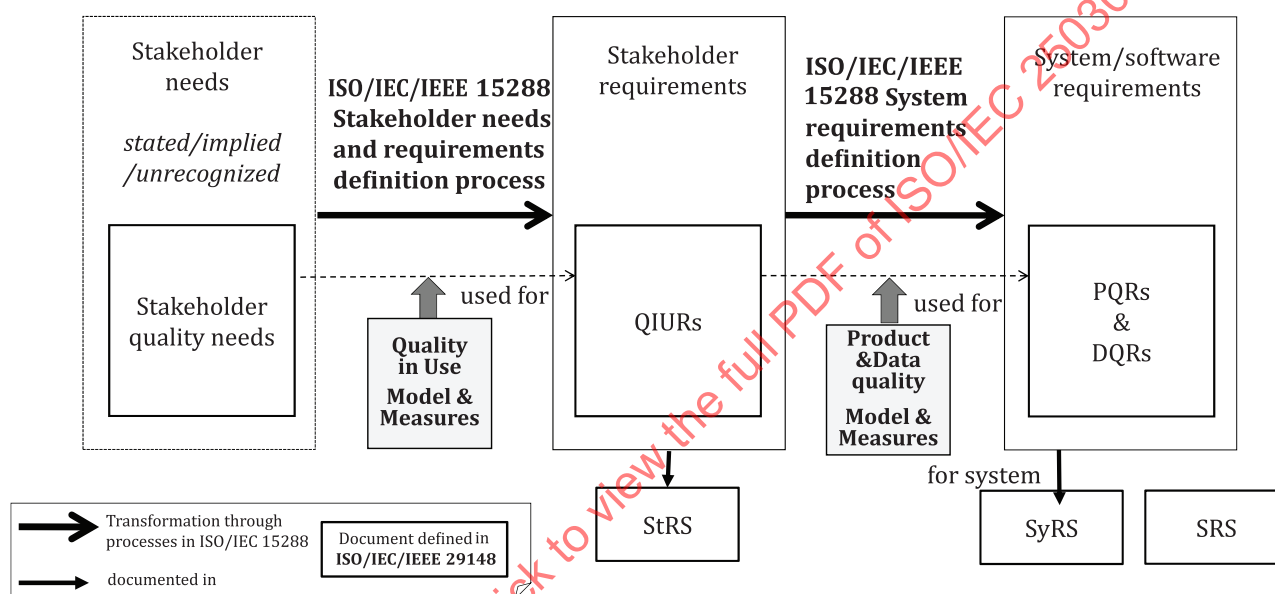 Stakeholder
needs
stated/implied
/unrecognized
Stakeholder
quality needs
ISO/IEC/IEEE 15288
Stakeholder needs
and requirements
definition process
used for
Quality
in Use
Model &
Measures
Stakeholder
requirements
QIURs
StRS
ISO/IEC/IEEE
15288 System
requirements
definition
process
used for
Product
&Data
quality
Model &
Measures
System/software
requirements
PQRs
&
DQRs
for system
SyRS
SRS
Transformation through
processes in ISO/IEC 15288
documented in
Document defined in
ISO/IEC/IEEE 29148
ick to view the full PDF of ISO/IEC 25030